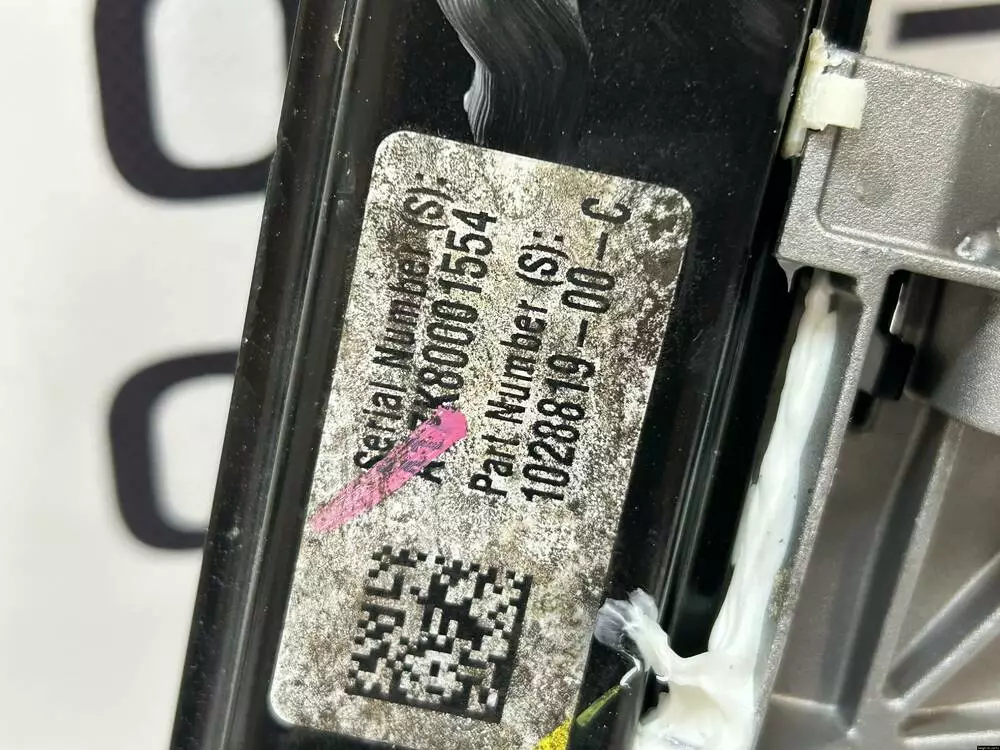 Serial Number (S):
K80001554
Part Number (S):
1028819-00-C